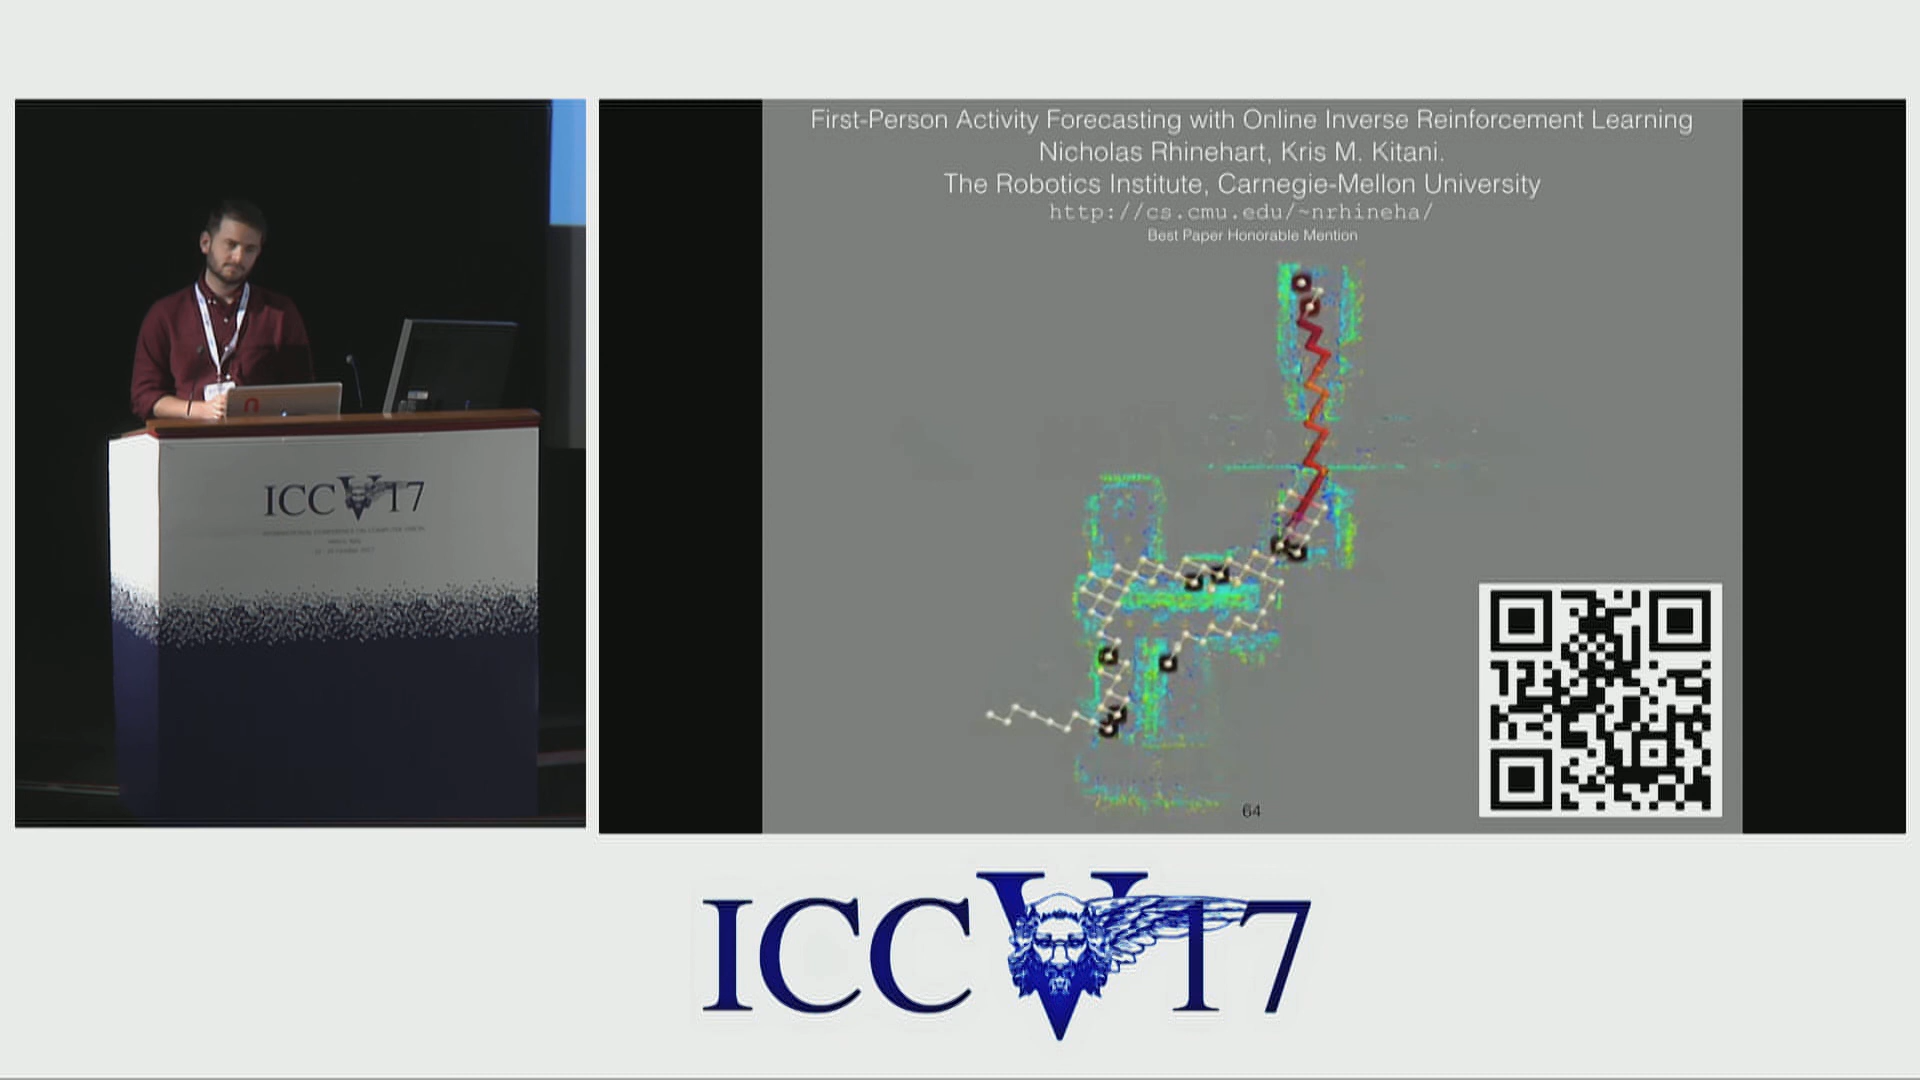 First-Person Activity Forecasting with Online Inverse Reinforcement Learning
Nicholas Rhinehart, Kris M. Kitani.
The Robotics Institute, Carnegie-Mellon University
http://cs.cmu.edu/~nrhineha/
Best Paper Honorable Mention
64
ICCV17
ICCV17